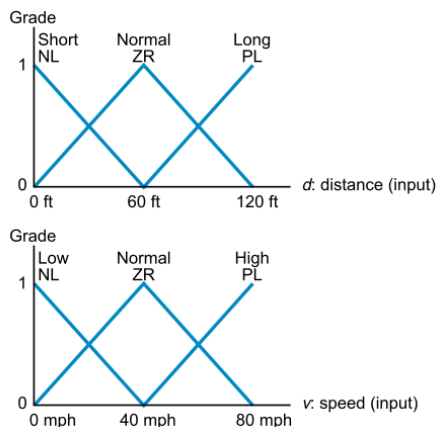 Grade
Short Normal Long
NL ZR PL
1
0
0 ft 60 ft 120 ft
d: distance (input)
Grade
Low Normal High
NL ZR PL
1
0
0 mph 40 mph 80 mph
v: speed (input)